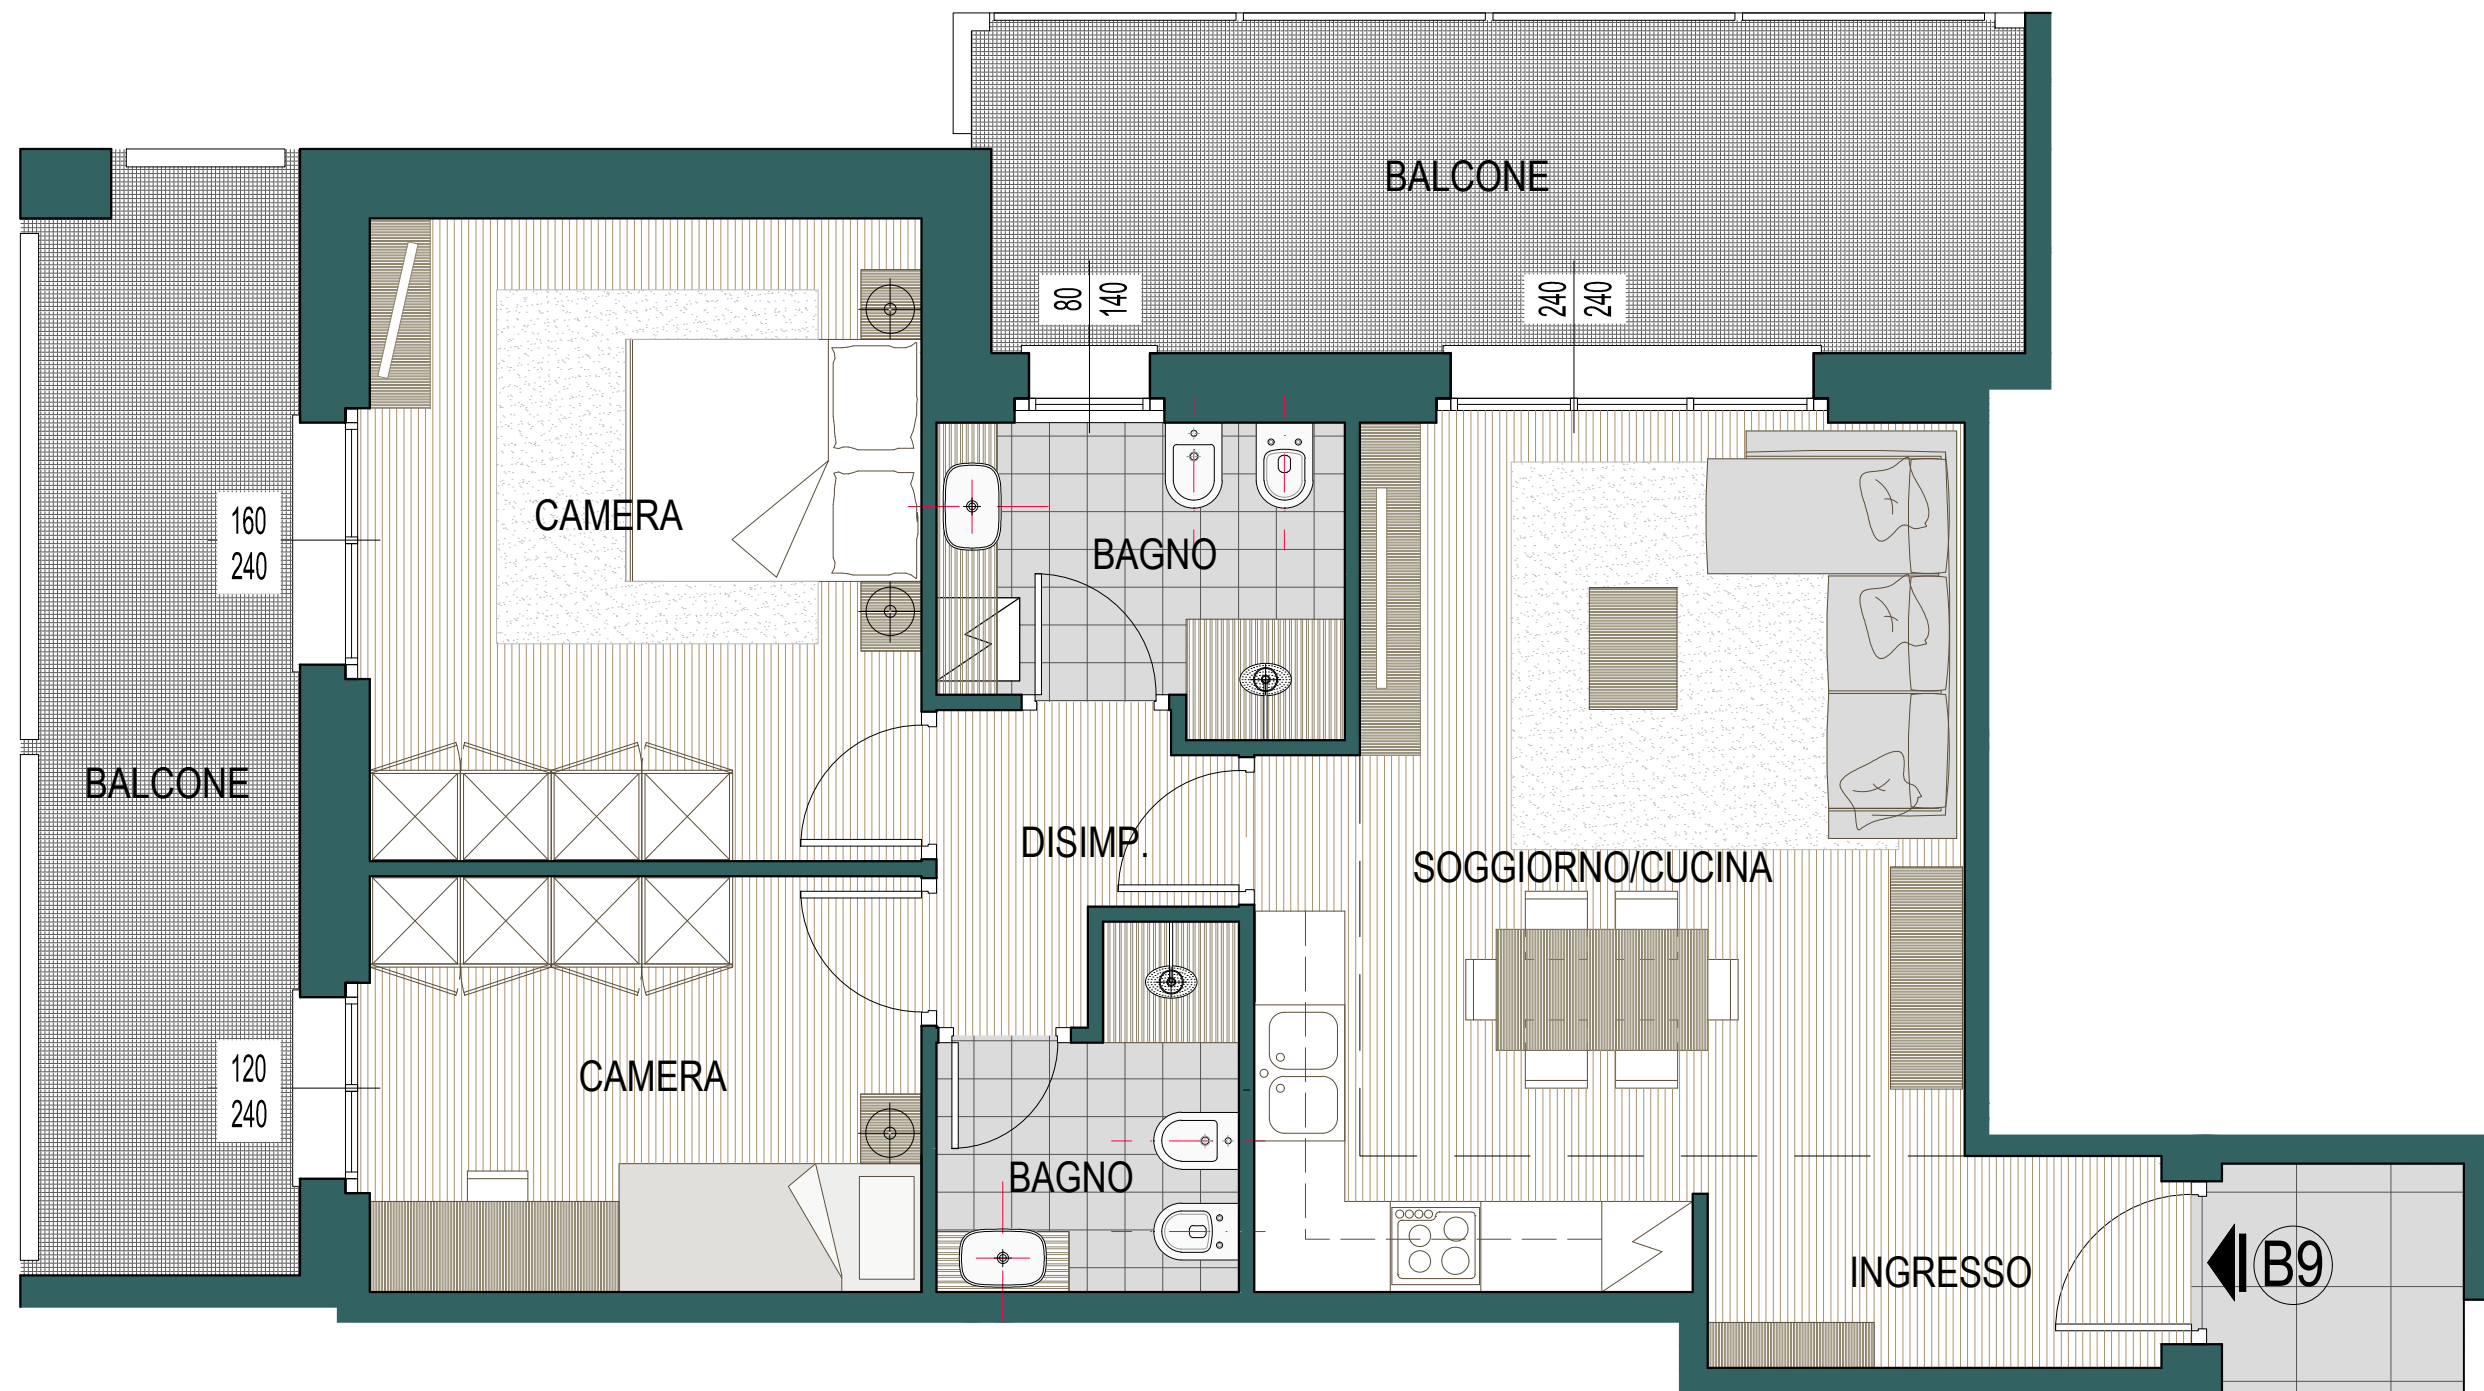 BALCONE
80
140
240
240
160
240
CAMERA
BAGNO
BALCONE
DISIMP.
SOGGIORNO/CUCINA
120
240
CAMERA
BAGNO
INGRESSO
B9